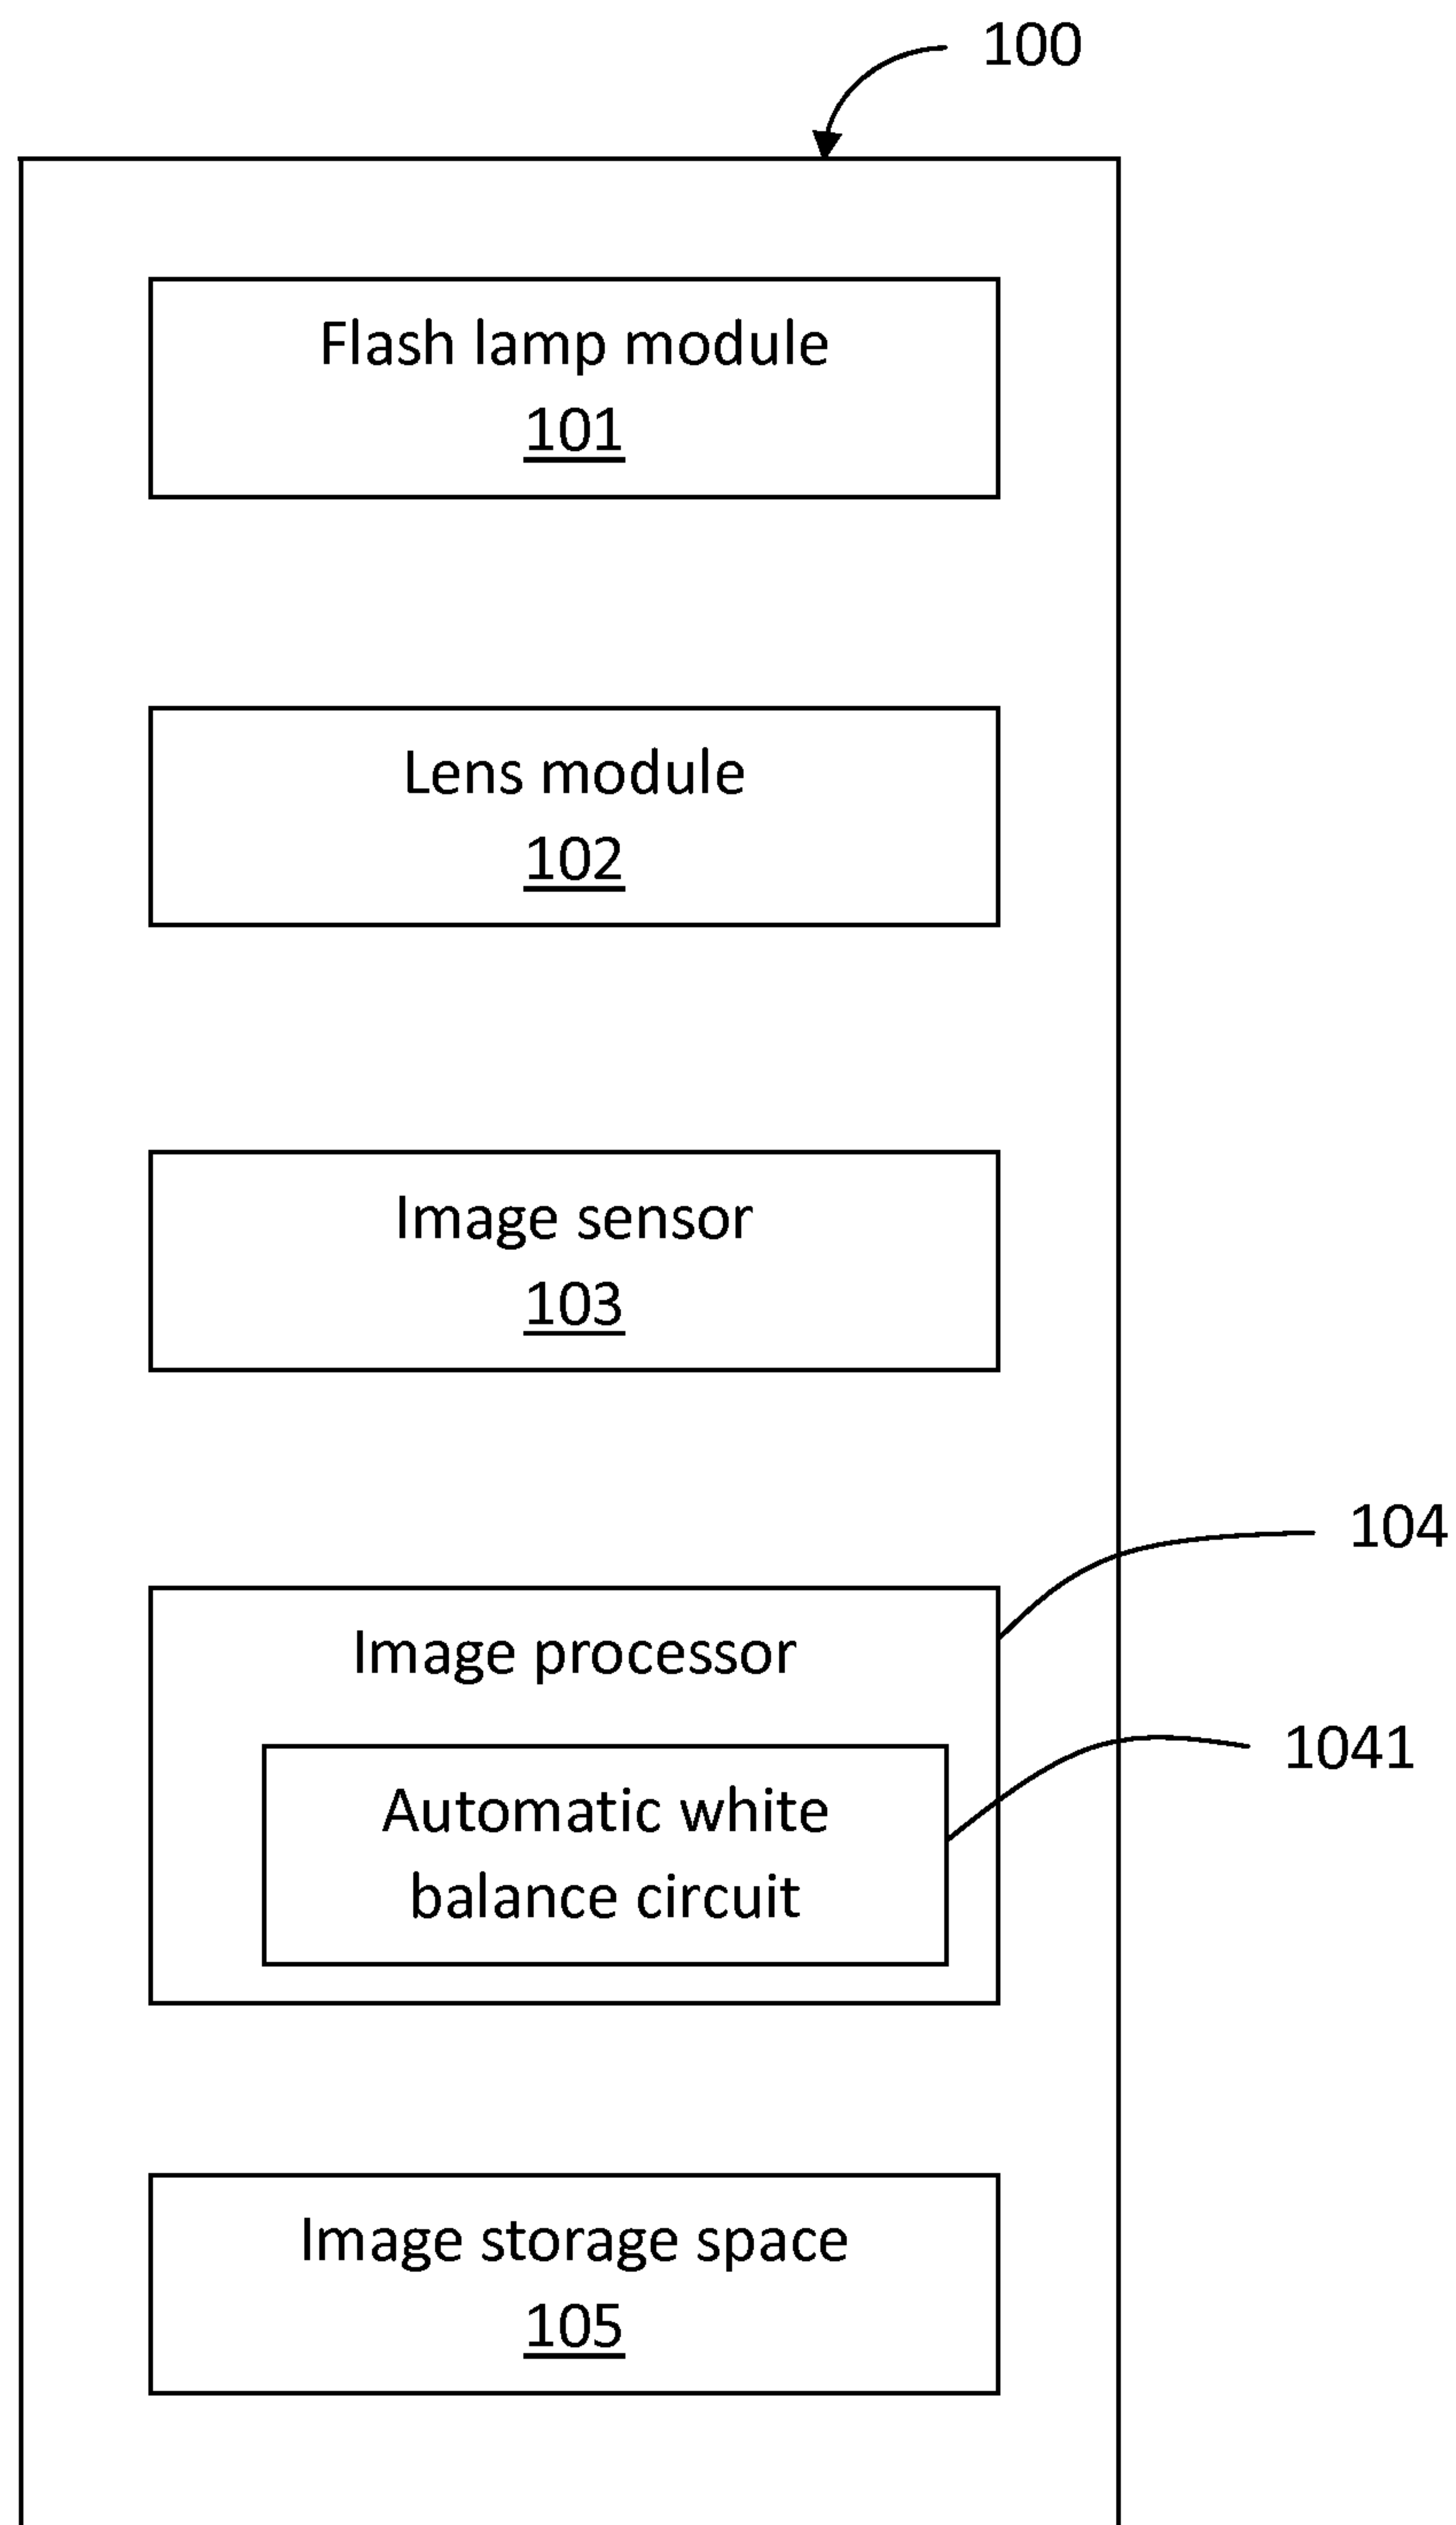 100
Flash lamp module
101
Lens module
102
Image sensor
103
104
Image processor
1041
Automatic white
balance circuit
Image storage space
105